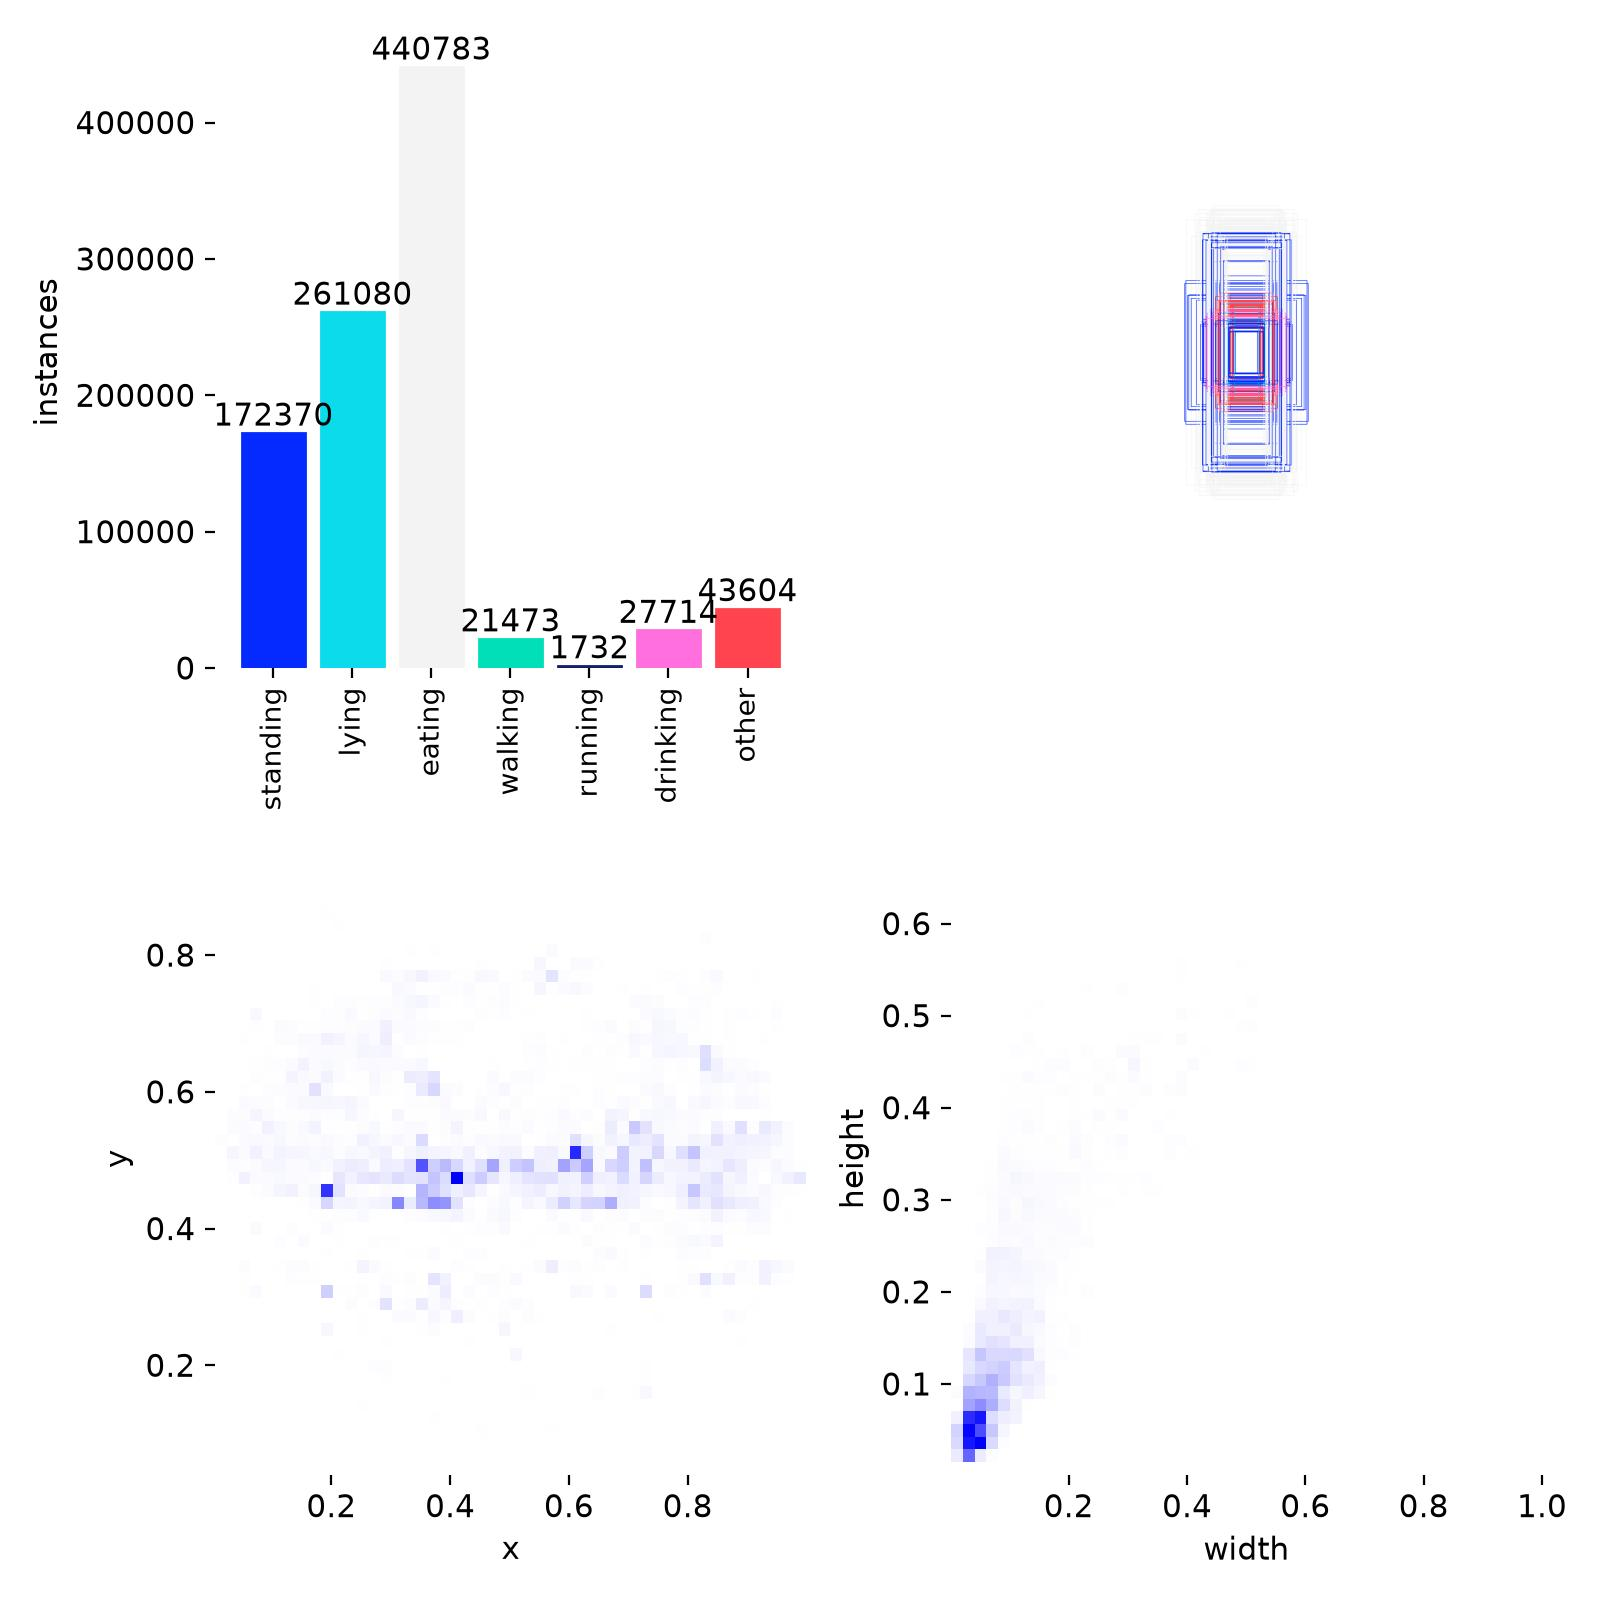 440783
400000
300000
261080
200000
172370
100000
43604
27714
21473
1732
0
instances
standing
lying
eating
walking
running
drinking
other
0.8
0.6
0.4
0.2
y
0.2 0.4 0.6 0.8
x
0.6
0.5
0.4
0.3
0.2
0.1
height
0.2 0.4 0.6 0.8 1.0
width